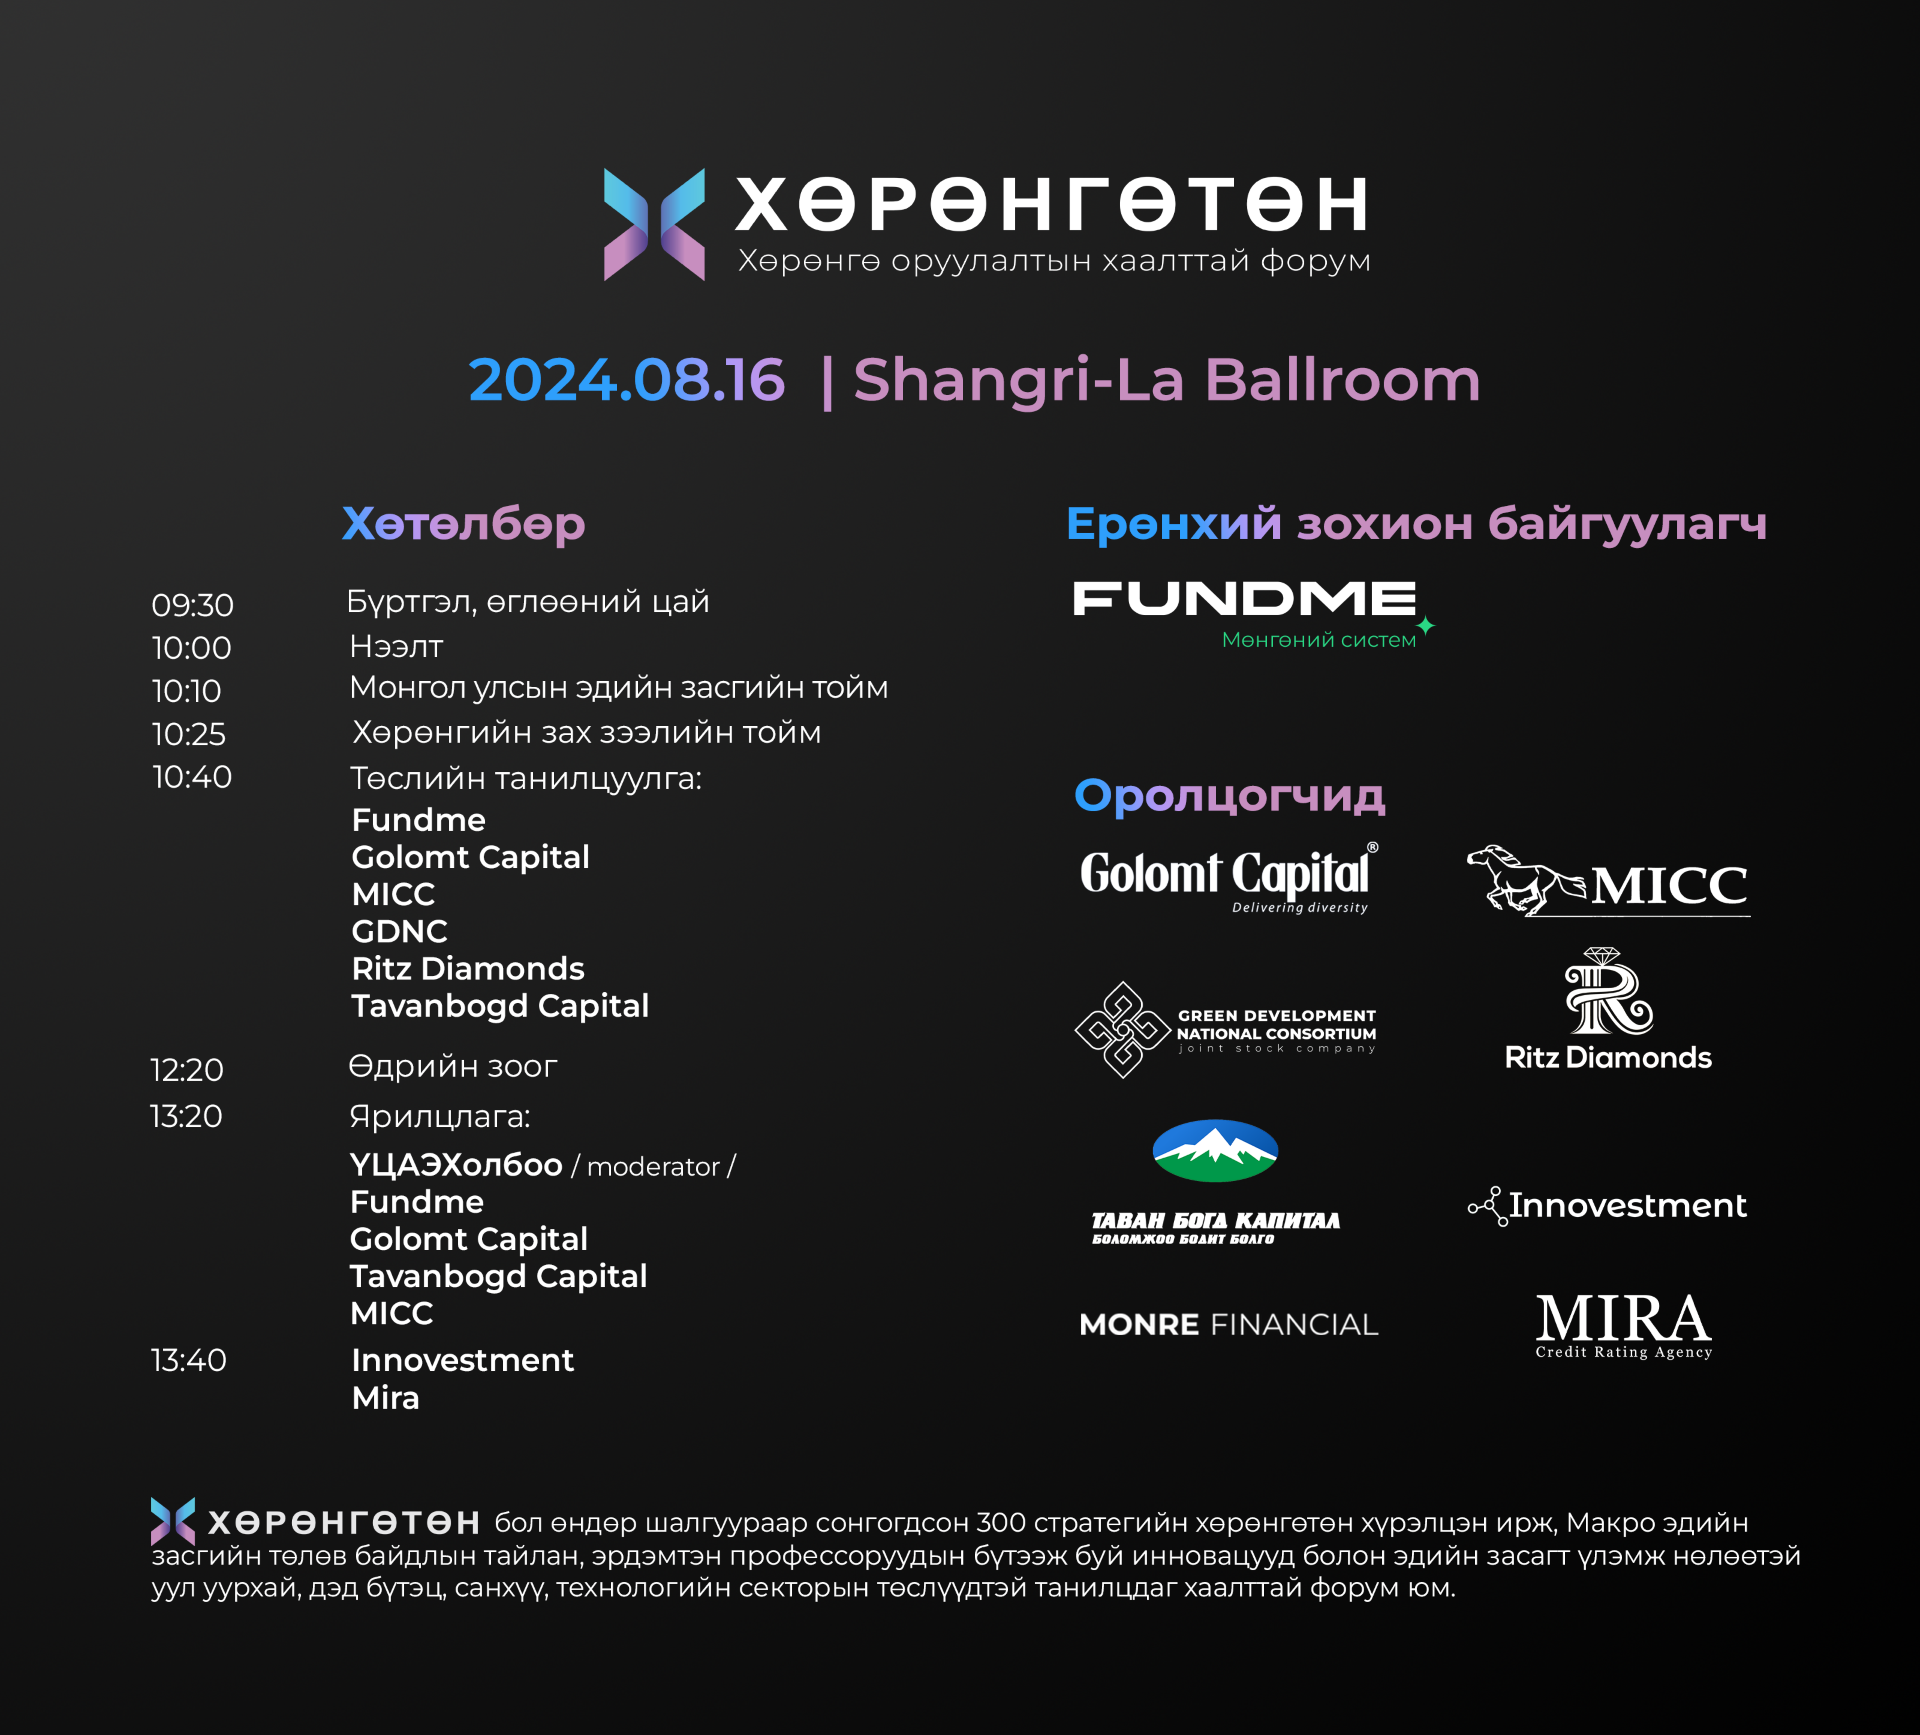 ХӨРӨНГӨТӨН
Хөрөнгө оруулалтын хаалттай форум
2024.08.16 | Shangri-La Ballroom
Хөтөлбөр
09:30 Бүртгэл, өглөөний цай
10:00 Нээлт
10:10 Монгол улсын эдийн засгийн тойм
10:25 Хөрөнгийн зах зээлийн тойм
10:40 Төслийн танилцуулга:
Fundme
Golomt Capital
MICC
GDNC
Ritz Diamonds
Tavanbogd Capital
12:20 Өдрийн зоог
13:20 Ярилцлага:
ҮЦАЭХолбоо / moderator /
Fundme
Golomt Capital
Tavanbogd Capital
MICC
13:40 Innovestment
Mira
Ерөнхий зохион байгуулагч
FUNDME
Мөнгөний систем
Оролцогчид
Golomt Capital®
Delivering diversity
MICC
GREEN DEVELOPMENT
NATIONAL CONSORTIUM
joint stock company
R
Ritz Diamonds
ТАВАН БОГД КАПИТАЛ
БОЛОМЖОО БОДИТ БОЛГО
Innovestment
MONRE FINANCIAL
MIRA
Credit Rating Agency
ХӨРӨНГӨТӨН бол өндөр шалгуураар сонгогдсон 300 стратегийн хөрөнгөтөн хүрэлцэн ирж, Макро эдийн
засгийн төлөв байдлын тайлан, эрдэмтэн профессоруудын бүтээж буй инновацууд болон эдийн засагт үлэмж нөлөөтэй
уул уурхай, дэд бүтэц, санхүү, технологийн секторын төслүүдтэй танилцдаг хаалттай форум юм.